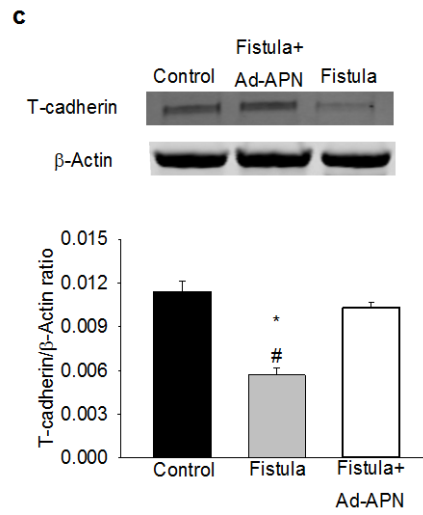 c
Fistula+
Control Ad-APN Fistula
T-cadherin
β-Actin
T-cadherin/β-Actin ratio
0.015
0.012
0.009
0.006
0.003
0.000
*
#
Control Fistula Fistula+
Ad-APN